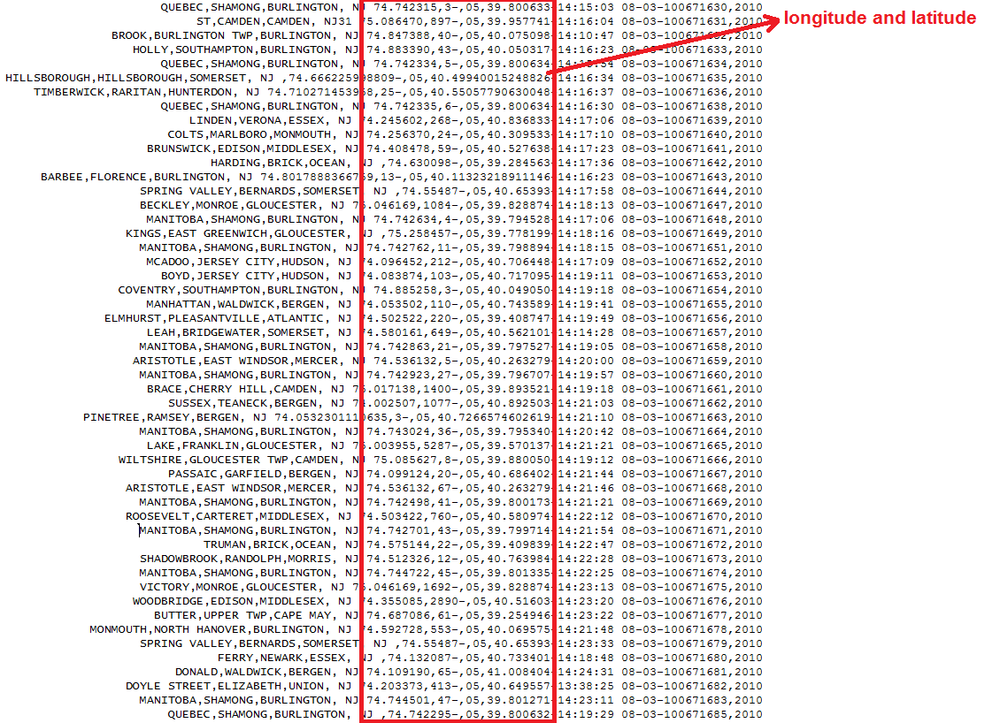 QUEBEC,SHAMONG,BURLINGTON, NJ 74.742315,3-,05,39.800633-14:15:03 08-03-100671630,2010
longitude and latitude
ST,CAMDEN,CAMDEN, NJ31 75.086470,897-,05,39.957741-14:16:04 08-03-100671631,2010
BROOK,BURLINGTON TWP,BURLINGTON, NJ 74.847388,40-,05,40.075098-14:10:47 08-03-100671632,2010
HOLLY,SOUTHAMPTON,BURLINGTON, NJ 74.883390,43-,05,40.050317-14:16:23 08-03-100671633,2010
QUEBEC,SHAMONG,BURLINGTON, NJ 74.742334,5-,05,39.800634- 08-03-100671634,2010
HILLSBOROUGH,HILLSBOROUGH,SOMERSET, NJ ,74.666225998809-,05,40.49940015248826-14:16:34 08-03-100671635,2010
TIMBERWICK,RARITAN,HUNTERDON, NJ 74.710271453968,25-,05,40.55057790630048-14:16:37 08-03-100671636,2010
QUEBEC,SHAMONG,BURLINGTON, NJ 74.742335,6-,05,39.800634-14:16:30 08-03-100671638,2010
LINDEN,VERONA,ESSEX, NJ 74.245602,268-,05,40.836833-14:17:06 08-03-100671639,2010
COLTS,MARLBORO,MONMOUTH, NJ 74.256370,24-,05,40.309533-14:17:10 08-03-100671640,2010
BRUNSWICK,EDISON,MIDDLESEX, NJ 74.408478,59-,05,40.527638-14:17:23 08-03-100671641,2010
HARDING,BRICK,OCEAN, NJ ,74.630098-,05,39.284563-14:17:36 08-03-100671642,2010
BARBEE,FLORENCE,BURLINGTON, NJ 74.8017888366769,13-,05,40.11323218911146-14:16:23 08-03-100671643,2010
SPRING VALLEY,BERNARDS,SOMERSET, NJ ,74.55487-,05,40.65393-14:17:58 08-03-100671644,2010
BECKLEY,MONROE,GLOUCESTER, NJ 75.046169,1084-,05,39.828874-14:18:13 08-03-100671647,2010
MANITOBA,SHAMONG,BURLINGTON, NJ 74.742634,4-,05,39.794528-14:17:06 08-03-100671648,2010
KINGS,EAST GREENWICH,GLOUCESTER, NJ ,75.258457-,05,39.778199-14:18:16 08-03-100671649,2010
MANITOBA,SHAMONG,BURLINGTON, NJ 74.742762,11-,05,39.798894-14:18:15 08-03-100671651,2010
MCADOO,JERSEY CITY,HUDSON, NJ 74.096452,212-,05,40.706448-14:17:09 08-03-100671652,2010
BOYD,JERSEY CITY,HUDSON, NJ 74.083874,103-,05,40.717095-14:19:11 08-03-100671653,2010
COVENTRY,SOUTHAMPTON,BURLINGTON, NJ 74.885258,3-,05,40.049050-14:19:18 08-03-100671654,2010
MANHATTAN,WALDWICK,BERGEN, NJ 74.053502,110-,05,40.743589-14:19:41 08-03-100671655,2010
ELMHURST,PLEASANTVILLE,ATLANTIC, NJ 74.502522,220-,05,39.408747-14:19:49 08-03-100671656,2010
LEAH,BRIDGEWATER,SOMERSET, NJ 74.580161,649-,05,40.562101-14:14:28 08-03-100671657,2010
MANITOBA,SHAMONG,BURLINGTON, NJ 74.742863,21-,05,39.797527-14:19:05 08-03-100671658,2010
ARISTOTLE,EAST WINDSOR,MERCER, NJ 74.536132,5-,05,40.263279-14:20:00 08-03-100671659,2010
MANITOBA,SHAMONG,BURLINGTON, NJ 74.742923,27-,05,39.796707-14:19:57 08-03-100671660,2010
BRACE,CHERRY HILL,CAMDEN, NJ 75.017138,1400-,05,39.893521-14:19:18 08-03-100671661,2010
SUSSEX,TEANECK,BERGEN, NJ 74.002507,1077-,05,40.892503-14:21:03 08-03-100671662,2010
PINETREE,RAMSEY,BERGEN, NJ 74.0532301110635,3-,05,40.7266574602619-14:21:10 08-03-100671663,2010
MANITOBA,SHAMONG,BURLINGTON, NJ 74.743024,36-,05,39.795340-14:20:42 08-03-100671664,2010
LAKE,FRANKLIN,GLOUCESTER, NJ 75.003955,5287-,05,39.570137-14:21:21 08-03-100671665,2010
WILTSHIRE,GLOUCESTER TWP,CAMDEN, NJ 75.085627,8-,05,39.880050-14:19:12 08-03-100671666,2010
PASSAIC,GARFIELD,BERGEN, NJ 74.099124,20-,05,40.686402-14:21:44 08-03-100671667,2010
ARISTOTLE,EAST WINDSOR,MERCER, NJ 74.536132,67-,05,40.263279-14:21:46 08-03-100671668,2010
MANITOBA,SHAMONG,BURLINGTON, NJ 74.742498,41-,05,39.800173-14:21:21 08-03-100671669,2010
ROOSEVELT,CARTERET,MIDDLESEX, NJ 74.503422,760-,05,40.580974-14:22:12 08-03-100671670,2010
MANITOBA,SHAMONG,BURLINGTON, NJ 74.742701,43-,05,39.799714-14:21:54 08-03-100671671,2010
TRUMAN,BRICK,OCEAN, NJ 74.575144,22-,05,39.409839-14:22:47 08-03-100671672,2010
SHADOWBROOK,RANDOLPH,MORRIS, NJ 74.512326,12-,05,40.763984-14:22:28 08-03-100671673,2010
MANITOBA,SHAMONG,BURLINGTON, NJ 74.744722,45-,05,39.801335-14:22:25 08-03-100671674,2010
VICTORY,MONROE,GLOUCESTER, NJ 75.046169,1692-,05,39.828874-14:23:13 08-03-100671675,2010
WOODBRIDGE,EDISON,MIDDLESEX, NJ 74.355085,2890-,05,40.51603-14:23:20 08-03-100671676,2010
BUTTER,UPPER TWP,CAPE MAY, NJ 74.687086,61-,05,39.254946-14:23:22 08-03-100671677,2010
MONMOUTH,NORTH HANOVER,BURLINGTON, NJ 74.592728,553-,05,40.069575-14:21:48 08-03-100671678,2010
SPRING VALLEY,BERNARDS,SOMERSET, NJ ,74.55487-,05,40.65393-14:23:33 08-03-100671679,2010
FERRY,NEWARK,ESSEX, NJ ,74.132087-,05,40.733401-14:18:48 08-03-100671680,2010
DONALD,WALDWICK,BERGEN, NJ 74.109190,65-,05,41.008404-14:24:31 08-03-100671681,2010
DOYLE STREET,ELIZABETH,UNION, NJ 74.203373,413-,05,40.649557-13:38:25 08-03-100671682,2010
MANITOBA,SHAMONG,BURLINGTON, NJ 74.744501,47-,05,39.801271-14:23:11 08-03-100671683,2010
QUEBEC,SHAMONG,BURLINGTON, NJ ,74.742295-,05,39.800632-14:19:29 08-03-100671685,2010